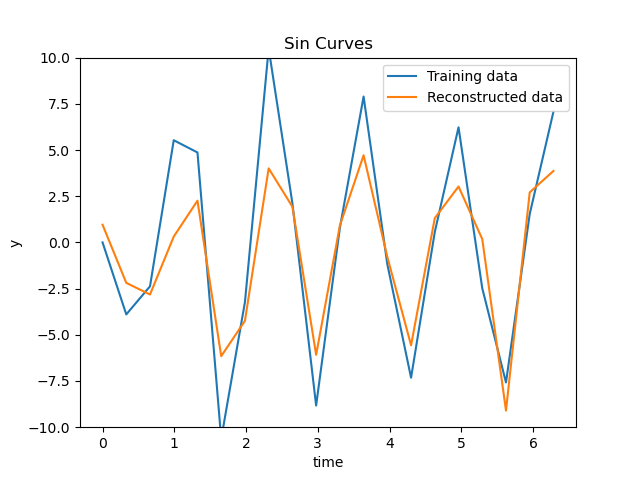 Sin Curves
Training data
Reconstructed data
10.0
7.5
5.0
2.5
0.0
−2.5
−5.0
−7.5
−10.0
y
0 1 2 3 4 5 6
time